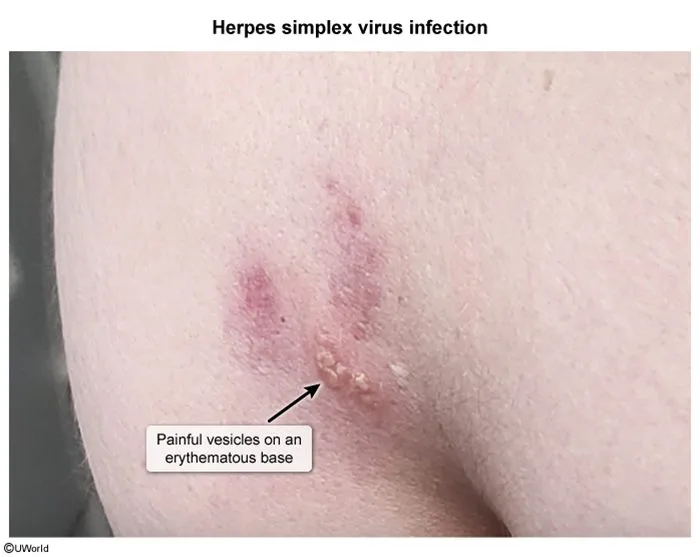 Herpes simplex virus infection
Painful vesicles on an
erythematous base
©UWorld